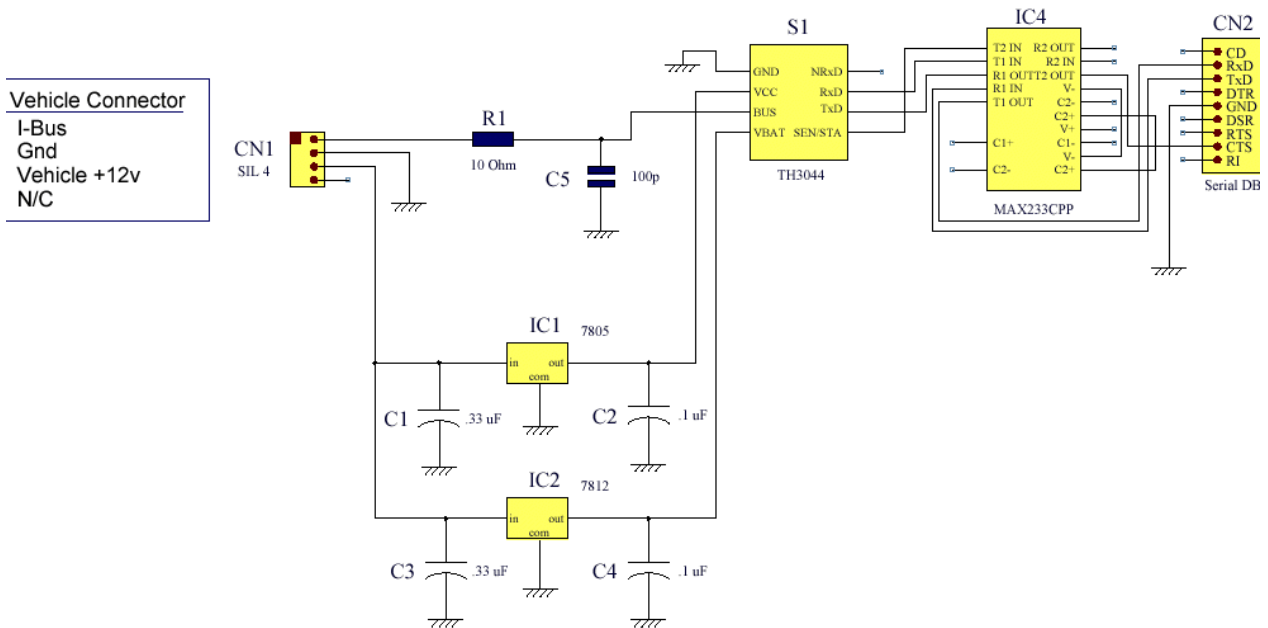 Vehicle Connector
I-Bus
Gnd
Vehicle +12v
N/C
CN1
SIL 4
R1
10 Ohm
C5
100p
S1
GND
VCC
BUS
VBAT
NRxD
RxD
TxD
SEN/STA
TH3044
IC4
T2 IN
T1 IN
R1 OUT
R1 IN
T1 OUT
C1+
C2-
R2 OUT
R2 IN
T2 OUT
V-
C2-
C2+
V+
C1-
V-
C2+
MAX233CPP
CN2
CD
RxD
TxD
DTR
GND
DSR
RTS
CTS
RI
Serial DB
IC1
7805
in
out
com
C1
.33 uF
C2
.1 uF
IC2
7812
in
out
com
C3
.33 uF
C4
.1 uF